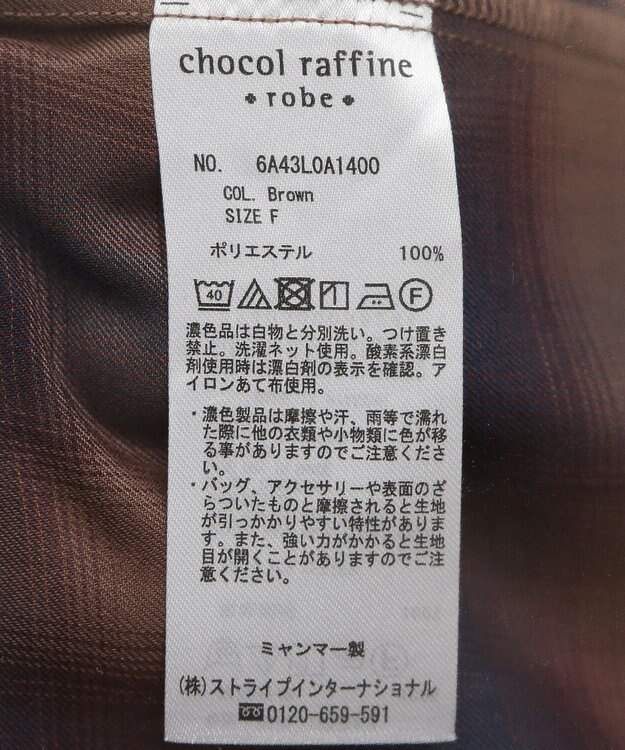 chocol raffine
robe
NO. 6A43L0A1400
COL. Brown
SIZE F
ポリエステル 100%
40 F
濃色品は白物と分別洗い。つけ置き
禁止。洗濯ネット使用。酸素系漂白
剤使用時は漂白剤の表示を確認。ア
イロンあて布使用。
・濃色製品は摩擦や汗、雨等で濡れ
た際に他の衣類や小物類に色が移
る事がありますのでご注意くださ
い。
・バッグ、アクセサリーや表面のざ
らついたものと摩擦されると生地
が引っかかりやすい特性がありま
す。また、強い力がかかると生地
目が開くことがありますのでご注
意ください。
ミャンマー製
(株)ストライプインターナショナル
0120-659-591